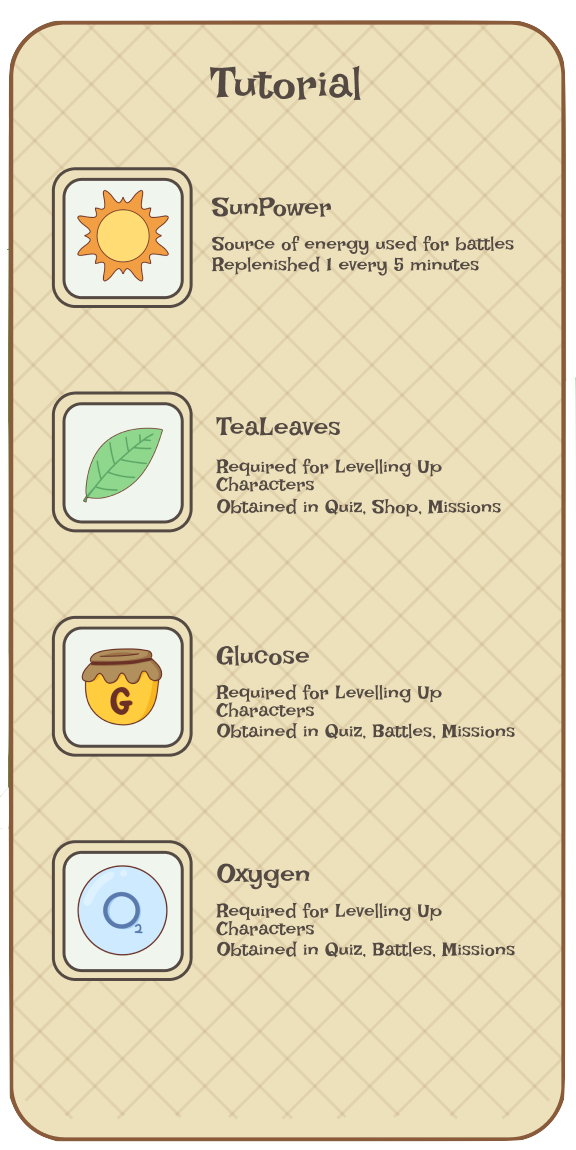 Tutorial
SunPower
Source of energy used for battles
Replenished 1 every 5 minutes
TeaLeaves
Required for Levelling Up
Characters
Obtained in Quiz, Shop, Missions
G
Glucose
Required for Levelling Up
Characters
Obtained in Quiz, Battles, Missions
O2
Oxygen
Required for Levelling Up
Characters
Obtained in Quiz, Battles, Missions